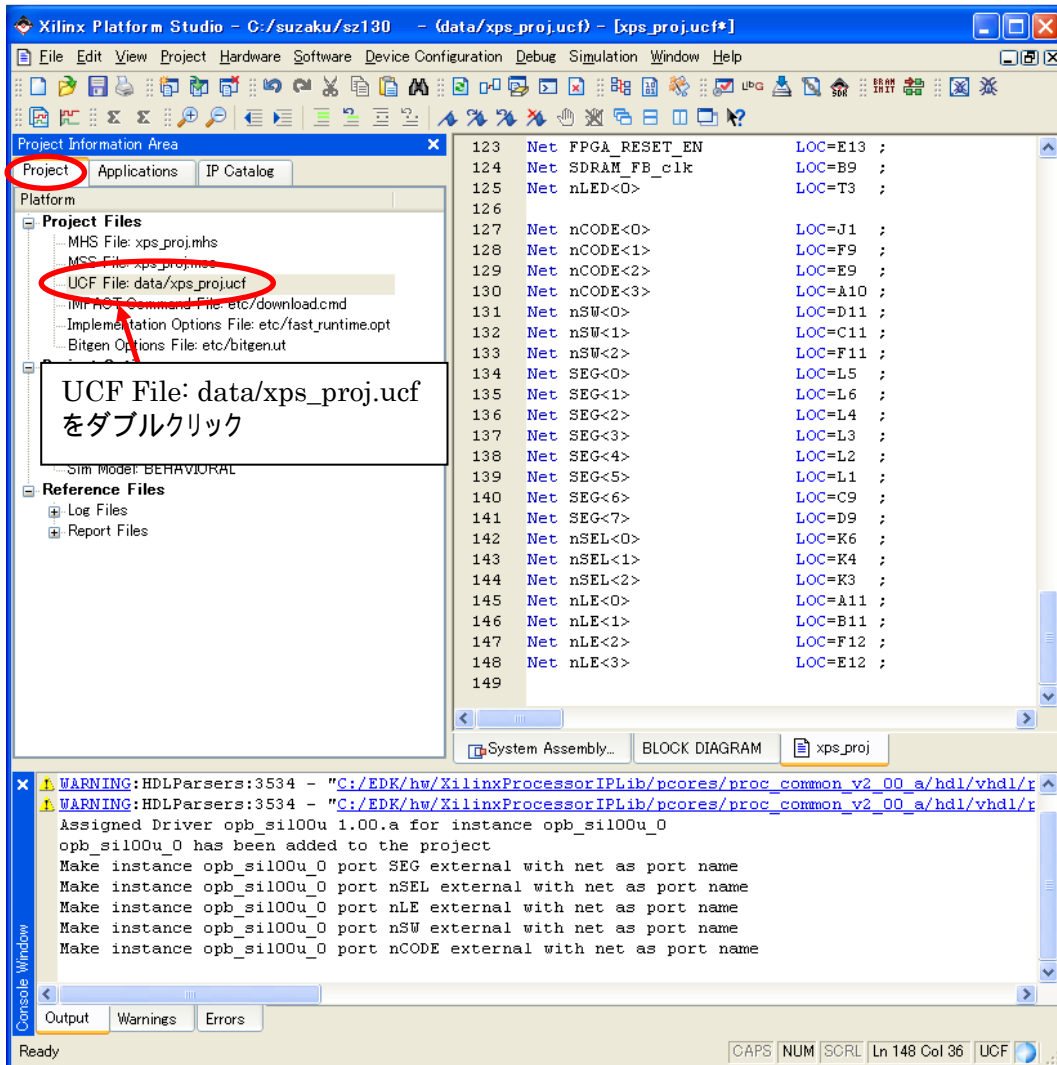 Xilinx Platform Studio - C:/suzaku/sz130 - (data/xps_proj.ucf) - [xps_proj.ucf*]
File Edit View Project Hardware Software Device Configuration Debug Simulation Window Help
Project Information Area
Project Applications IP Catalog
Platform
Project Files
MHS File: xps_proj.mhs
MSS File: xps_proj.mss
UCF File: data/xps_proj.ucf
iMPACT Command File: etc/download.cmd
Implementation Options File: etc/fast_runtime.opt
Bitgen Options File: etc/bitgen.ut
UCF File: data/xps_proj.ucf
をダブルクリック
Sim Model: BEHAVIORAL
Reference Files
Log Files
Report Files
123 Net FPGA_RESET_EN LOC=E13 ;
124 Net SDRAM_FB_clk LOC=B9 ;
125 Net nLED<0> LOC=T3 ;
126
127 Net nCODE<0> LOC=J1 ;
128 Net nCODE<1> LOC=F9 ;
129 Net nCODE<2> LOC=E9 ;
130 Net nCODE<3> LOC=A10 ;
131 Net nSW<0> LOC=D11 ;
132 Net nSW<1> LOC=C11 ;
133 Net nSW<2> LOC=F11 ;
134 Net SEG<0> LOC=L5 ;
135 Net SEG<1> LOC=L6 ;
136 Net SEG<2> LOC=L4 ;
137 Net SEG<3> LOC=L3 ;
138 Net SEG<4> LOC=L2 ;
139 Net SEG<5> LOC=L1 ;
140 Net SEG<6> LOC=C9 ;
141 Net SEG<7> LOC=D9 ;
142 Net nSEL<0> LOC=K6 ;
143 Net nSEL<1> LOC=K4 ;
144 Net nSEL<2> LOC=K3 ;
145 Net nLE<0> LOC=A11 ;
146 Net nLE<1> LOC=B11 ;
147 Net nLE<2> LOC=F12 ;
148 Net nLE<3> LOC=E12 ;
149
System Assembly... BLOCK DIAGRAM xps_proj
WARNING:HDLParsers:3534 - "C:/EDK/hw/XilinxProcessorIPLib/pcores/proc_common_v2_00_a/hdl/vhdl/
WARNING:HDLParsers:3534 - "C:/EDK/hw/XilinxProcessorIPLib/pcores/proc_common_v2_00_a/hdl/vhdl/
Assigned Driver opb_sil00u 1.00.a for instance opb_sil00u_0
opb_sil00u_0 has been added to the project
Make instance opb_sil00u_0 port SEG external with net as port name
Make instance opb_sil00u_0 port nSEL external with net as port name
Make instance opb_sil00u_0 port nLE external with net as port name
Make instance opb_sil00u_0 port nSW external with net as port name
Make instance opb_sil00u_0 port nCODE external with net as port name
Console Window
Output Warnings Errors
Ready CAPS NUM SCRL Ln 148 Col 36 UCF